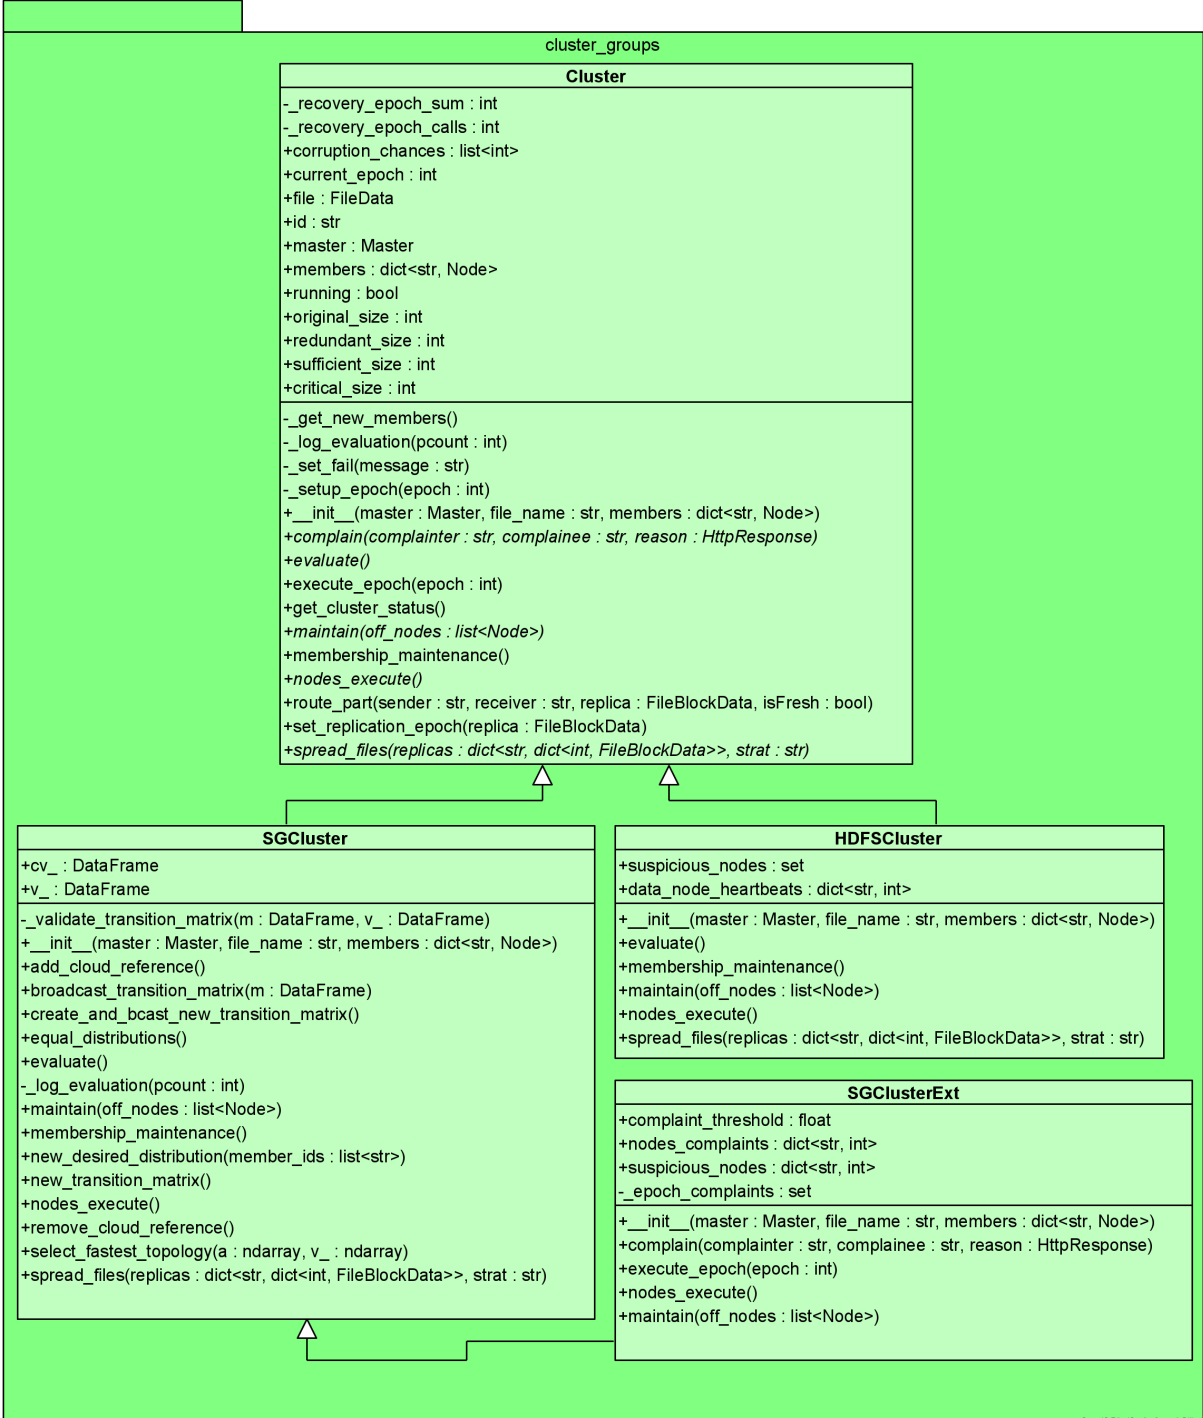 cluster_groups
Cluster
-_recovery_epoch_sum : int
-_recovery_epoch_calls : int
+corruption_chances : list<int>
+current_epoch : int
+file : FileData
+id : str
+master : Master
+members : dict<str, Node>
+running : bool
+original_size : int
+redundant_size : int
+sufficient_size : int
+critical_size : int
-_get_new_members()
-_log_evaluation(pcount : int)
-_set_fail(message : str)
-_setup_epoch(epoch : int)
+__init__(master : Master, file_name : str, members : dict<str, Node>)
+complain(complainter : str, complainee : str, reason : HttpResponse)
+evaluate()
+execute_epoch(epoch : int)
+get_cluster_status()
+maintain(off_nodes : list<Node>)
+membership_maintenance()
+nodes_execute()
+route_part(sender : str, receiver : str, replica : FileBlockData, isFresh : bool)
+set_replication_epoch(replica : FileBlockData)
+spread_files(replicas : dict<str, dict<int, FileBlockData>>, strat : str)
SGCluster
+cv_ : DataFrame
+v_ : DataFrame
-_validate_transition_matrix(m : DataFrame, v_ : DataFrame)
+__init__(master : Master, file_name : str, members : dict<str, Node>)
+add_cloud_reference()
+broadcast_transition_matrix(m : DataFrame)
+create_and_bcast_new_transition_matrix()
+equal_distributions()
+evaluate()
-_log_evaluation(pcount : int)
+maintain(off_nodes : list<Node>)
+membership_maintenance()
+new_desired_distribution(member_ids : list<str>)
+new_transition_matrix()
+nodes_execute()
+remove_cloud_reference()
+select_fastest_topology(a : ndarray, v_ : ndarray)
+spread_files(replicas : dict<str, dict<int, FileBlockData>>, strat : str)
HDFSCluster
+suspicious_nodes : set
+data_node_heartbeats : dict<str, int>
+__init__(master : Master, file_name : str, members : dict<str, Node>)
+evaluate()
+membership_maintenance()
+maintain(off_nodes : list<Node>)
+nodes_execute()
+spread_files(replicas : dict<str, dict<int, FileBlockData>>, strat : str)
SGClusterExt
+complaint_threshold : float
+nodes_complaints : dict<str, int>
+suspicious_nodes : dict<str, int>
-_epoch_complaints : set
+__init__(master : Master, file_name : str, members : dict<str, Node>)
+complain(complainter : str, complainee : str, reason : HttpResponse)
+execute_epoch(epoch : int)
+nodes_execute()
+maintain(off_nodes : list<Node>)